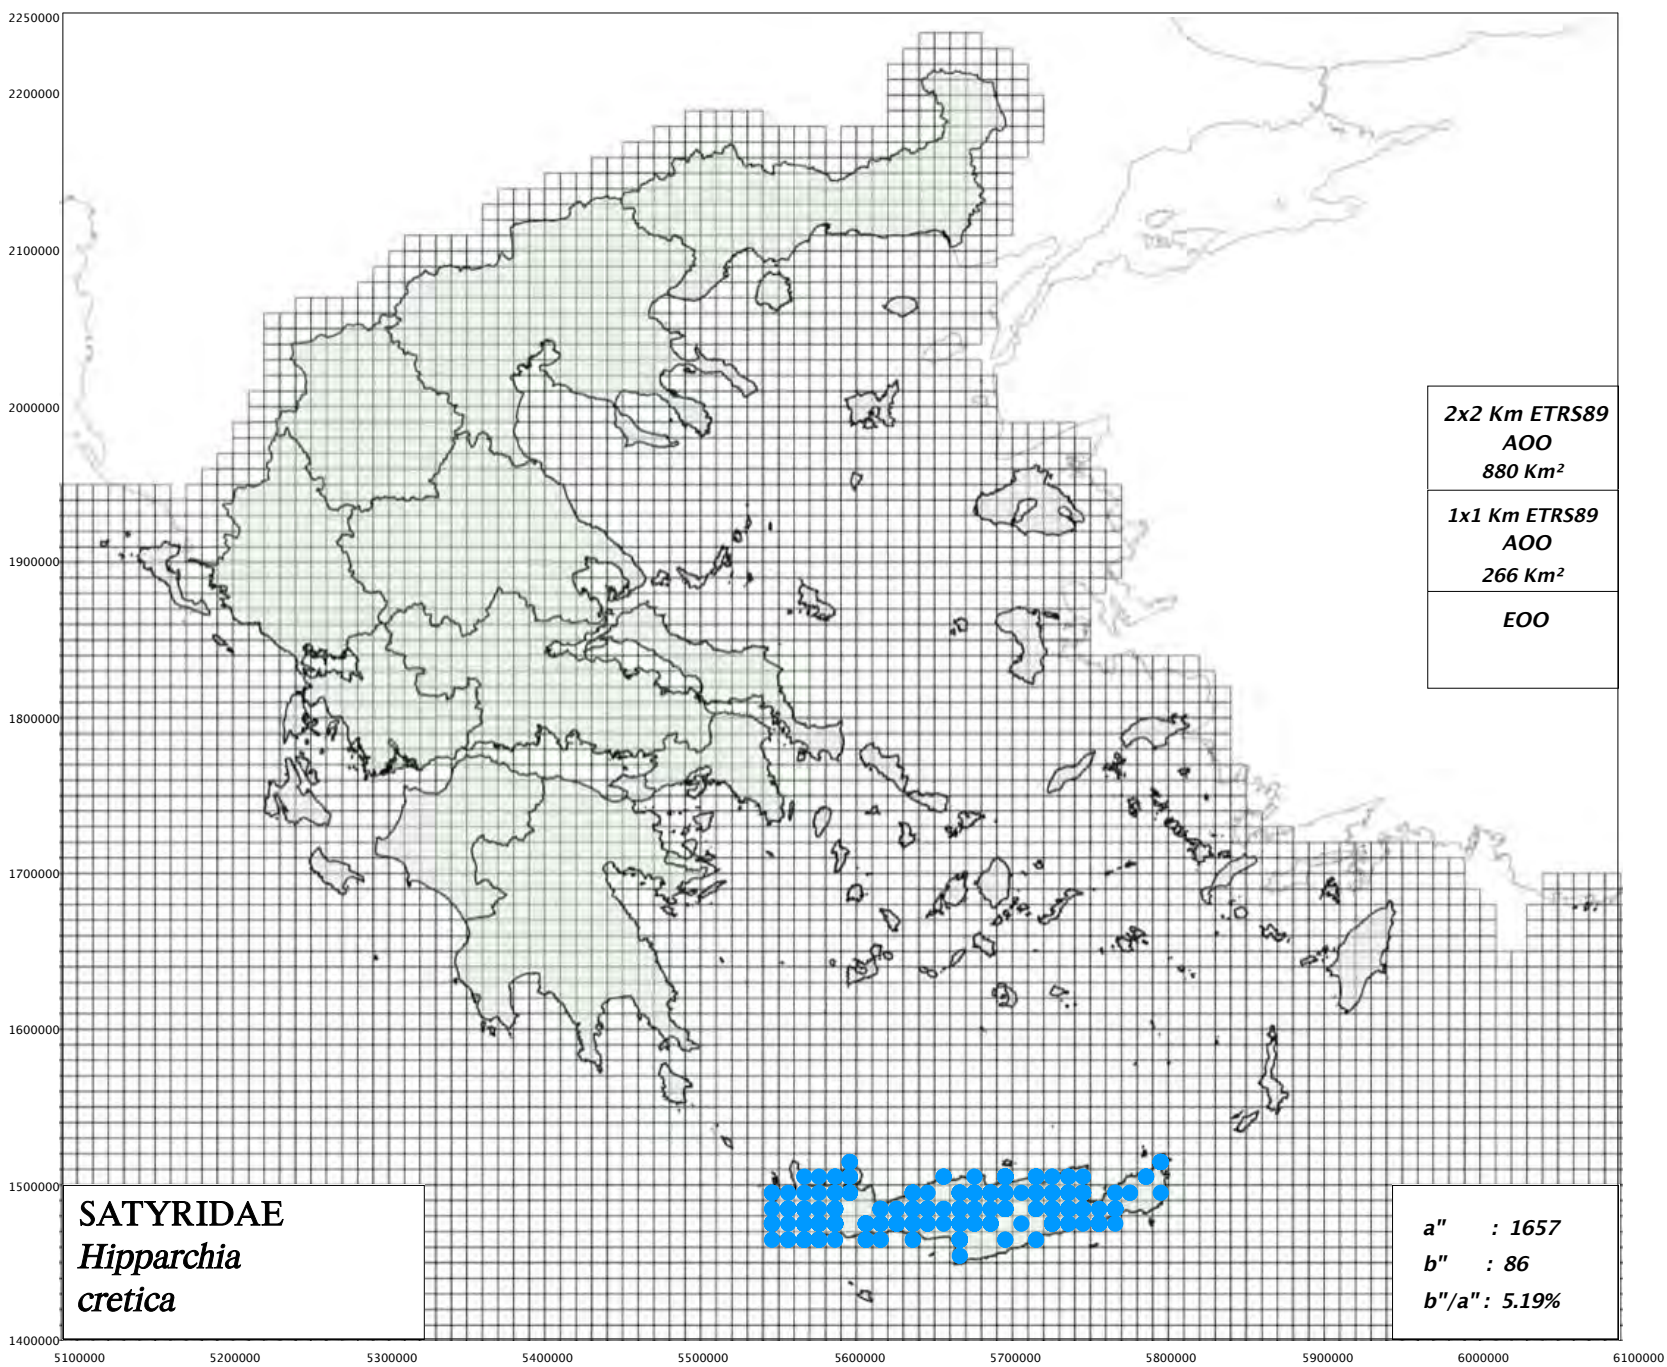 2250000
2200000
2100000
2000000
1900000
1800000
1700000
1600000
1500000
1400000
2x2 Km ETRS89
AOO
880 Km²
1x1 Km ETRS89
AOO
266 Km²
EOO
SATYRIDAE
Hipparchia
cretica
a" : 1657
b" : 86
b"/a" : 5.19%
5100000 5200000 5300000 5400000 5500000 5600000 5700000 5800000 5900000 6000000 6100000